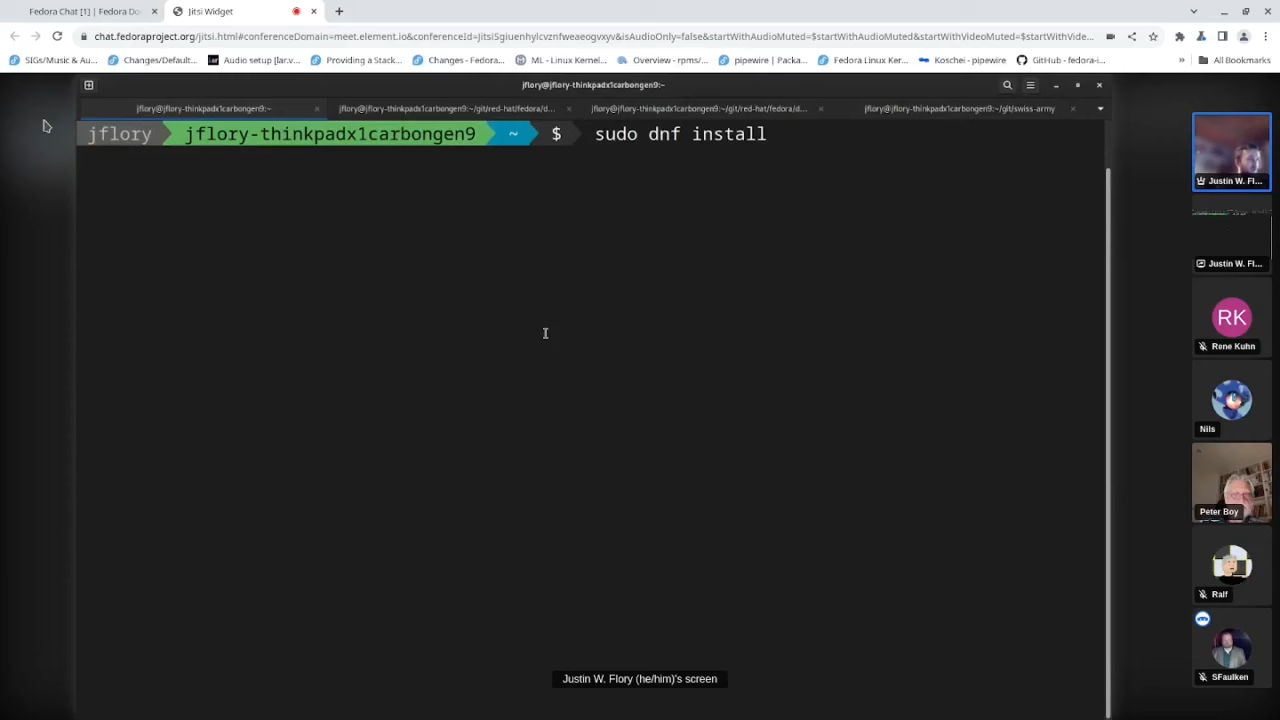 Fedora Chat [1] | Fedora Do
Jitsi Widget
chat.fedoraproject.org/jitsi.html#conferenceDomain=meet.element.io&conferenceId=JitsiSgiuenhylcvznfweaeogvxyv&isAudioOnly=false&startWithAudioMuted=$startWithAudioMuted&startWithVideoMuted=$startWithVide...
SIGs/Music & Au...
Changes/Default...
Audio setup [lar.v...
Providing a Stack...
Changes - Fedora...
ML - Linux Kernel...
Overview - rpms/...
pipewire | Packa...
Fedora Linux Ker...
Koschei - pipewire
GitHub - fedora-i...
»
All Bookmarks
jflory@jflory-thinkpadx1carbongen9:~
jflory@jflory-thinkpadx1carbongen9:~
jflory@jflory-thinkpadx1carbongen9:~/git/red-hat/fedora/d...
jflory@jflory-thinkpadx1carbongen9:~/git/red-hat/fedora/d...
jflory@jflory-thinkpadx1carbongen9:~/git/swiss-army
jflory jflory-thinkpadx1carbongen9 ~ $ sudo dnf install
Justin W. Fl...
Justin W. Fl...
RK
Rene Kuhn
Nils
Peter Boy
Ralf
SFaulken
Justin W. Flory (he/him)'s screen